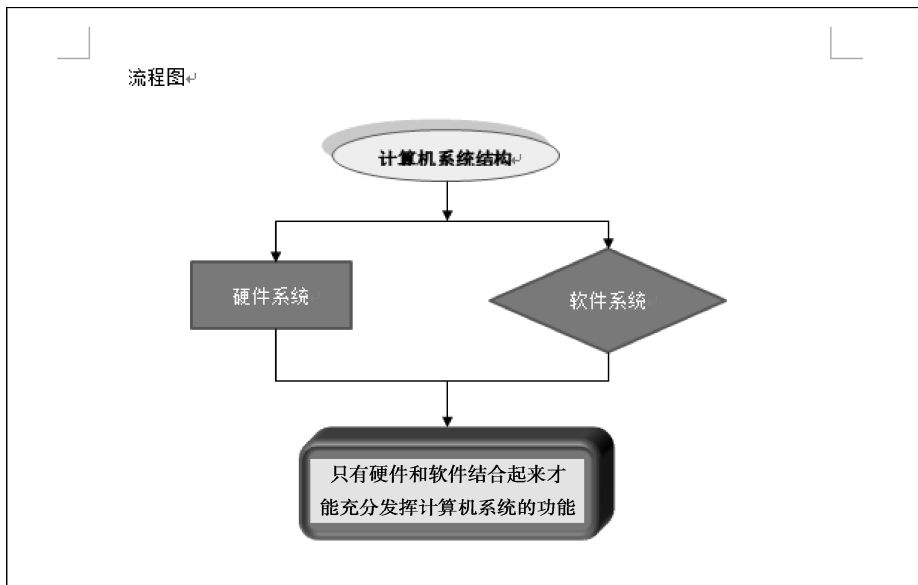 流程图
计算机系统结构
硬件系统
软件系统
只有硬件和软件结合起来才
能充分发挥计算机系统的功能